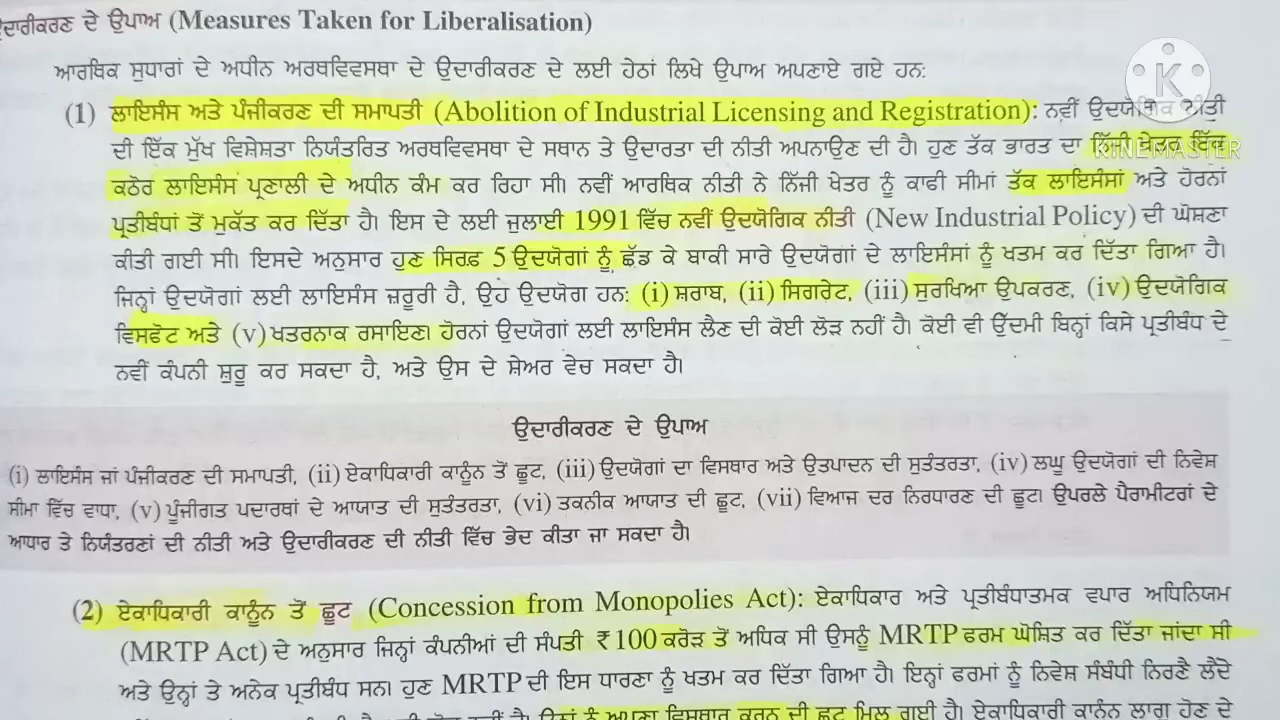 ਉਦਾਰੀਕਰਣ ਦੇ ਉਪਾਅ (Measures Taken for Liberalisation)
ਆਰਥਿਕ ਸੁਧਾਰਾਂ ਦੇ ਅਧੀਨ ਅਰਥਵਿਵਸਥਾ ਦੇ ਉਦਾਰੀਕਰਣ ਦੇ ਲਈ ਹੇਠਾਂ ਲਿਖੇ ਉਪਾਅ ਅਪਣਾਏ ਗਏ ਹਨ:
(1) ਲਾਇਸੰਸ ਅਤੇ ਪੰਜੀਕਰਣ ਦੀ ਸਮਾਪਤੀ (Abolition of Industrial Licensing and Registration): ਨਵੀਂ ਉਦਯੋਗਿਕ ਨੀਤੀ
ਦੀ ਇੱਕ ਮੁੱਖ ਵਿਸ਼ੇਸ਼ਤਾ ਨਿਯੰਤਰਿਤ ਅਰਥਵਿਵਸਥਾ ਦੇ ਸਥਾਨ ਤੇ ਉਦਾਰਤਾ ਦੀ ਨੀਤੀ ਅਪਨਾਉਣ ਦੀ ਹੈ। ਹੁਣ ਤੱਕ ਭਾਰਤ ਦਾ ਨਿੱਜੀ ਖੇਤਰ ਇੱਕ
ਕਠੋਰ ਲਾਇਸੰਸ ਪ੍ਰਣਾਲੀ ਦੇ ਅਧੀਨ ਕੰਮ ਕਰ ਰਿਹਾ ਸੀ। ਨਵੀਂ ਆਰਥਿਕ ਨੀਤੀ ਨੇ ਨਿੱਜੀ ਖੇਤਰ ਨੂੰ ਕਾਫੀ ਸੀਮਾਂ ਤੱਕ ਲਾਇਸੰਸਾਂ ਅਤੇ ਹੋਰਨਾਂ
ਪ੍ਰਤੀਬੰਧਾਂ ਤੋਂ ਮੁਕੱਤ ਕਰ ਦਿੱਤਾ ਹੈ। ਇਸ ਦੇ ਲਈ ਜੁਲਾਈ 1991 ਵਿੱਚ ਨਵੀਂ ਉਦਯੋਗਿਕ ਨੀਤੀ (New Industrial Policy) ਦੀ ਘੋਸ਼ਣਾ
ਕੀਤੀ ਗਈ ਸੀ। ਇਸਦੇ ਅਨੁਸਾਰ ਹੁਣ ਸਿਰਫ਼ 5 ਉਦਯੋਗਾਂ ਨੂੰ ਛੱਡ ਕੇ ਬਾਕੀ ਸਾਰੇ ਉਦਯੋਗਾਂ ਦੇ ਲਾਇਸੰਸਾਂ ਨੂੰ ਖਤਮ ਕਰ ਦਿੱਤਾ ਗਿਆ ਹੈ।
ਜਿਨ੍ਹਾਂ ਉਦਯੋਗਾਂ ਲਈ ਲਾਇਸੰਸ ਜ਼ਰੂਰੀ ਹੈ, ਉਹ ਉਦਯੋਗ ਹਨ: (i) ਸ਼ਰਾਬ, (ii) ਸਿਗਰੇਟ, (iii) ਸੁਰਖਿਆ ਉਪਕਰਣ, (iv) ਉਦਯੋਗਿਕ
ਵਿਸਫੋਟ ਅਤੇ (v) ਖਤਰਨਾਕ ਰਸਾਇਣ। ਹੋਰਨਾਂ ਉਦਯੋਗਾਂ ਲਈ ਲਾਇਸੰਸ ਲੈਣ ਦੀ ਕੋਈ ਲੋੜ ਨਹੀਂ ਹੈ। ਕੋਈ ਵੀ ਉੱਦਮੀ ਬਿਨ੍ਹਾਂ ਕਿਸੇ ਪ੍ਰਤੀਬੰਧ ਦੇ
ਨਵੀਂ ਕੰਪਨੀ ਸ਼ੁਰੂ ਕਰ ਸਕਦਾ ਹੈ, ਅਤੇ ਉਸ ਦੇ ਸ਼ੇਅਰ ਵੇਚ ਸਕਦਾ ਹੈ।
ਉਦਾਰੀਕਰਣ ਦੇ ਉਪਾਅ
(i) ਲਾਇਸੰਸ ਜਾਂ ਪੰਜੀਕਰਣ ਦੀ ਸਮਾਪਤੀ, (ii) ਏਕਾਧਿਕਾਰੀ ਕਾਨੂੰਨ ਤੋਂ ਛੂਟ, (iii) ਉਦਯੋਗਾਂ ਦਾ ਵਿਸਥਾਰ ਅਤੇ ਉਤਪਾਦਨ ਦੀ ਸੁਤੰਤਰਤਾ, (iv) ਲਘੂ ਉਦਯੋਗਾਂ ਦੀ ਨਿਵੇਸ਼
ਸੀਮਾ ਵਿੱਚ ਵਾਧਾ, (v) ਪੂੰਜੀਗਤ ਪਦਾਰਥਾਂ ਦੇ ਆਯਾਤ ਦੀ ਸੁਤੰਤਰਤਾ, (vi) ਤਕਨੀਕ ਆਯਾਤ ਦੀ ਛੂਟ, (vii) ਵਿਆਜ ਦਰ ਨਿਰਧਾਰਣ ਦੀ ਛੂਟ। ਉਪਰਲੇ ਪੈਰਾਮੀਟਰਾਂ ਦੇ
ਆਧਾਰ ਤੇ ਨਿਯੰਤਰਣਾਂ ਦੀ ਨੀਤੀ ਅਤੇ ਉਦਾਰੀਕਰਣ ਦੀ ਨੀਤੀ ਵਿੱਚ ਭੇਦ ਕੀਤਾ ਜਾ ਸਕਦਾ ਹੈ।
(2) ਏਕਾਧਿਕਾਰੀ ਕਾਨੂੰਨ ਤੋਂ ਛੂਟ (Concession from Monopolies Act): ਏਕਾਧਿਕਾਰ ਅਤੇ ਪ੍ਰਤੀਬੰਧਾਤਮਕ ਵਪਾਰ ਅਧਿਨਿਯਮ
(MRTP Act) ਦੇ ਅਨੁਸਾਰ ਜਿਨ੍ਹਾਂ ਕੰਪਨੀਆਂ ਦੀ ਸੰਪਤੀ ₹100 ਕਰੋੜ ਤੋਂ ਅਧਿਕ ਸੀ ਉਸਨੂੰ MRTP ਫਰਮ ਘੋਸ਼ਿਤ ਕਰ ਦਿੱਤਾ ਜਾਂਦਾ ਸੀ
ਅਤੇ ਉਨ੍ਹਾਂ ਤੇ ਅਨੇਕ ਪ੍ਰਤੀਬੰਧ ਸਨ। ਹੁਣ MRTP ਦੀ ਇਸ ਧਾਰਣਾ ਨੂੰ ਖਤਮ ਕਰ ਦਿੱਤਾ ਗਿਆ ਹੈ। ਇਨ੍ਹਾਂ ਫਰਮਾਂ ਨੂੰ ਨਿਵੇਸ਼ ਸੰਬੰਧੀ ਨਿਰਣੈ ਲੈਂਦੇ
ਉਨ੍ਹਾਂ ਨੂੰ ਅਪਣਾ ਵਿਸਥਾਰ ਕਰਨ ਦੀ ਛੂਟ ਮਿਲ ਗਈ ਹੈ। ਏਕਾਧਿਕਾਰੀ ਕਾਨੂੰਨ ਲਾਗੂ ਹੋਣ ਦੇ
K
KINEMASTER